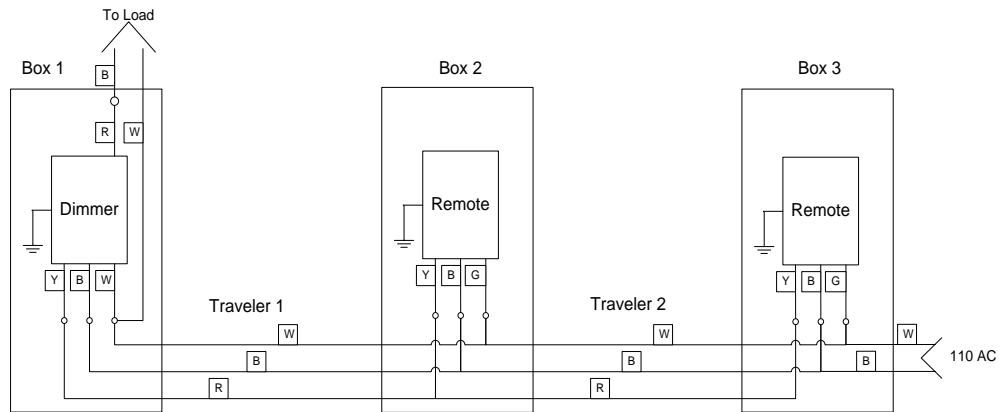 To Load
Box 1
Box 2
Box 3
B
R
W
Dimmer
Remote
Remote
Y
B
W
Y
B
G
Y
B
G
Traveler 1
Traveler 2
W
W
W
B
B
B
110 AC
R
R